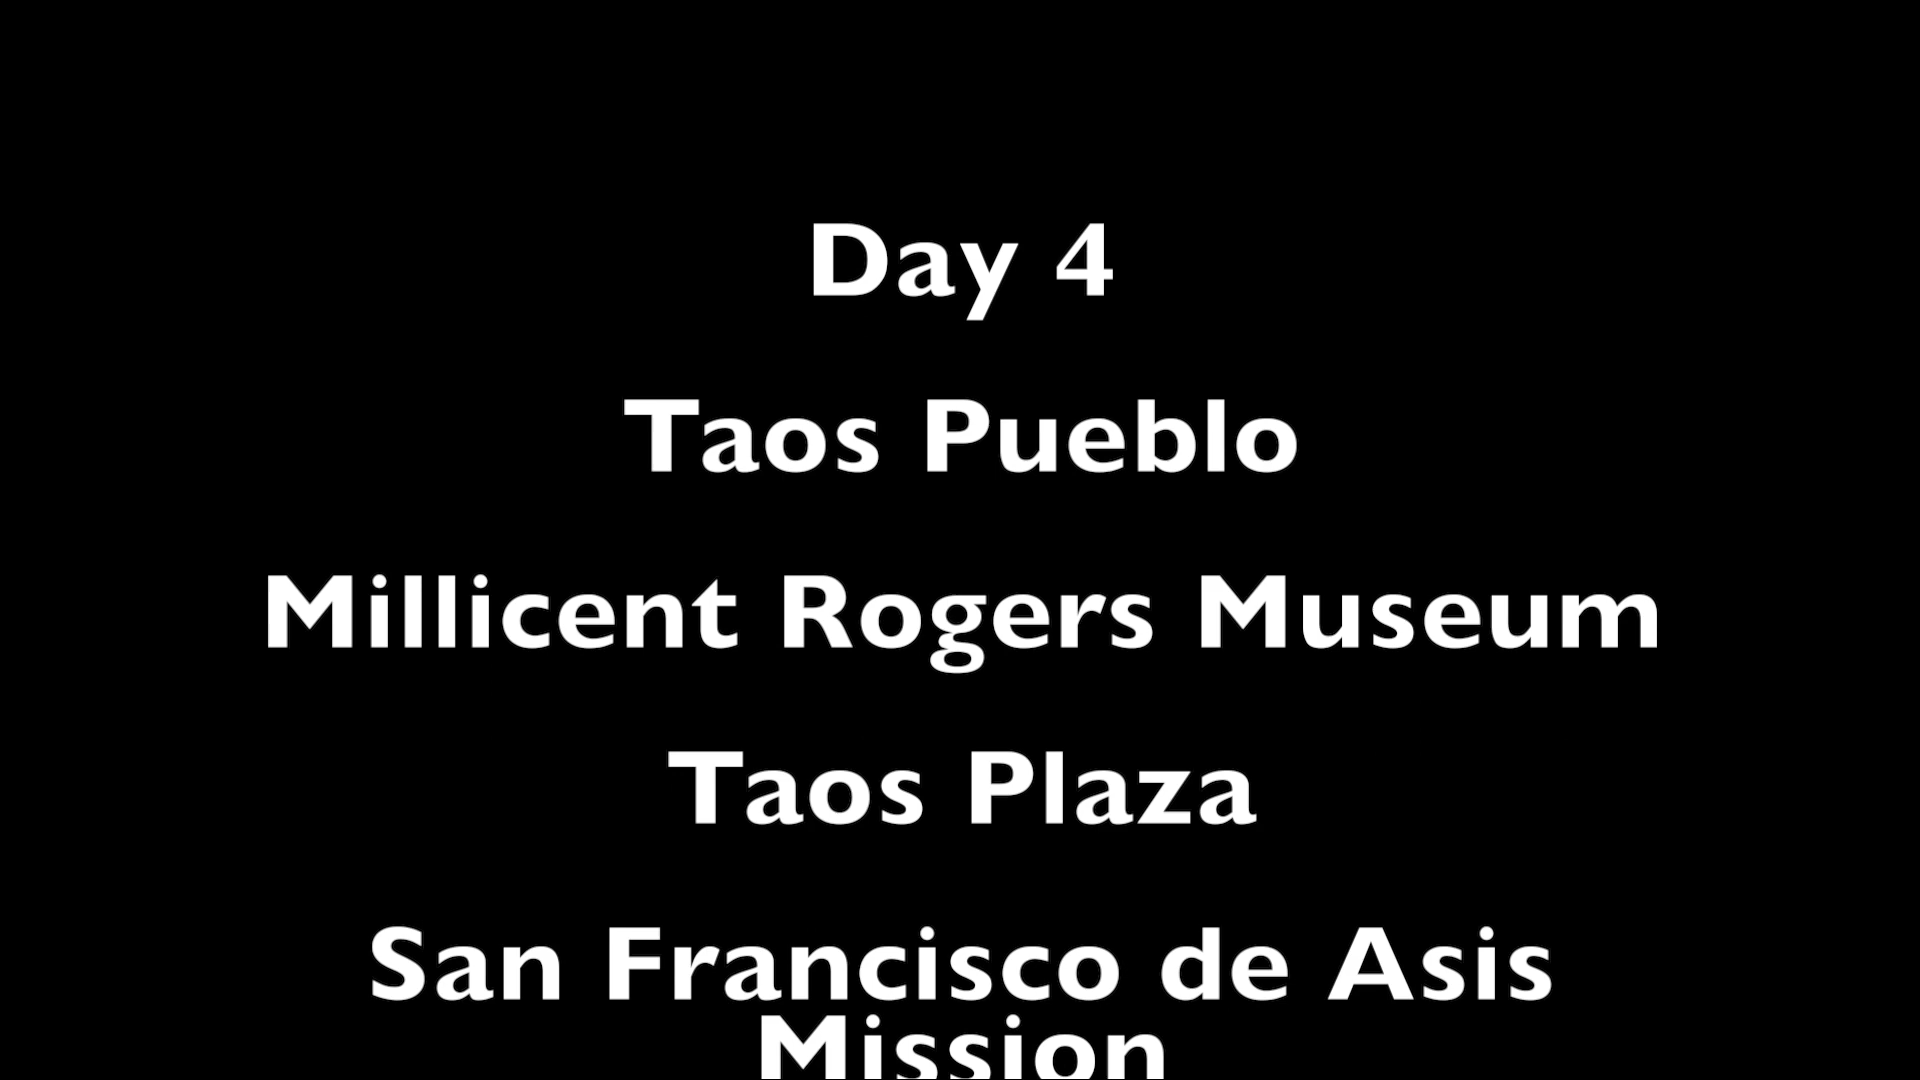 Day 4
Taos Pueblo
Millicent Rogers Museum
Taos Plaza
San Francisco de Asis
Mission